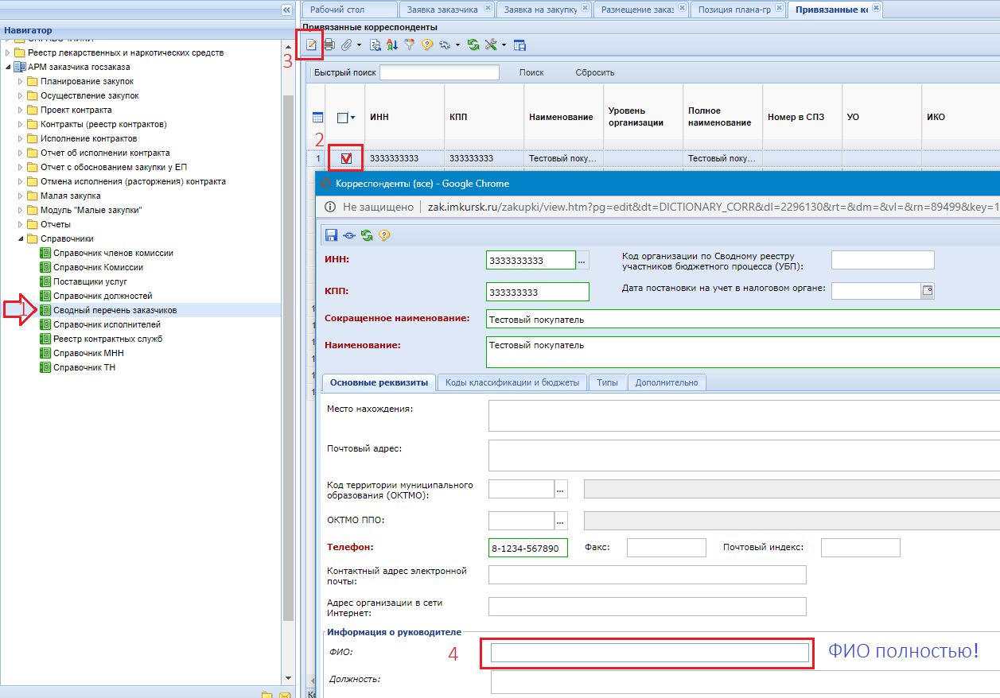 Рабочий стол
Заявка заказчика
Заявка на закупку
Размещение заказ
Позиция плана-гр
Привязанные ко
Навигатор
Реестр лекарственных и наркотических средств
АРМ заказчика госзаказа
Планирование закупок
Осуществление закупок
Проект контракта
Контракты (реестр контрактов)
Исполнение контрактов
Отчет об исполнении контракта
Отчет с обоснованием закупки у ЕП
Отмена исполнения (расторжения) контракта
Малая закупка
Модуль "Малые закупки"
Отчеты
Справочники
Справочник членов комиссии
Справочник Комиссии
Поставщики услуг
Справочник должностей
1
Сводный перечень заказчиков
Справочник исполнителей
Реестр контрактных служб
Справочник МНН
Справочник ТН
Привязанные корреспонденты
3
Быстрый поиск
Поиск
Сбросить
ИНН
КПП
Наименование
Уровень
организации
Полное
наименование
Номер в СПЗ
УО
ИКО
2
1
3333333333
333333333
Тестовый поку...
Тестовый поку...
Корреспонденты (все) - Google Chrome
Не защищено
zak.imkursk.ru/zakupki/view.htm?pg=edit&dt=DICTIONARY_CORR&dl=2296130&rt=&dm=&vl=&rn=89499&key=1
ИНН:
3333333333
...
Код организации по Сводному реестру
участников бюджетного процесса (УБП):
КПП:
333333333
Дата постановки на учет в налоговом органе:
Сокращенное наименование:
Тестовый покупатель
Наименование:
Тестовый покупатель
Основные реквизиты
Коды классификации и бюджеты
Типы
Дополнительно
Место нахождения:
Почтовый адрес:
Код территории муниципального
образования (ОКТМО):
...
ОКТМО ППО:
...
Телефон:
8-1234-567890
Факс:
Почтовый индекс:
Контактный адрес электронной
почты:
Адрес организации в сети
Интернет:
Информация о руководителе
ФИО:
4
ФИО полностью!
Должность: